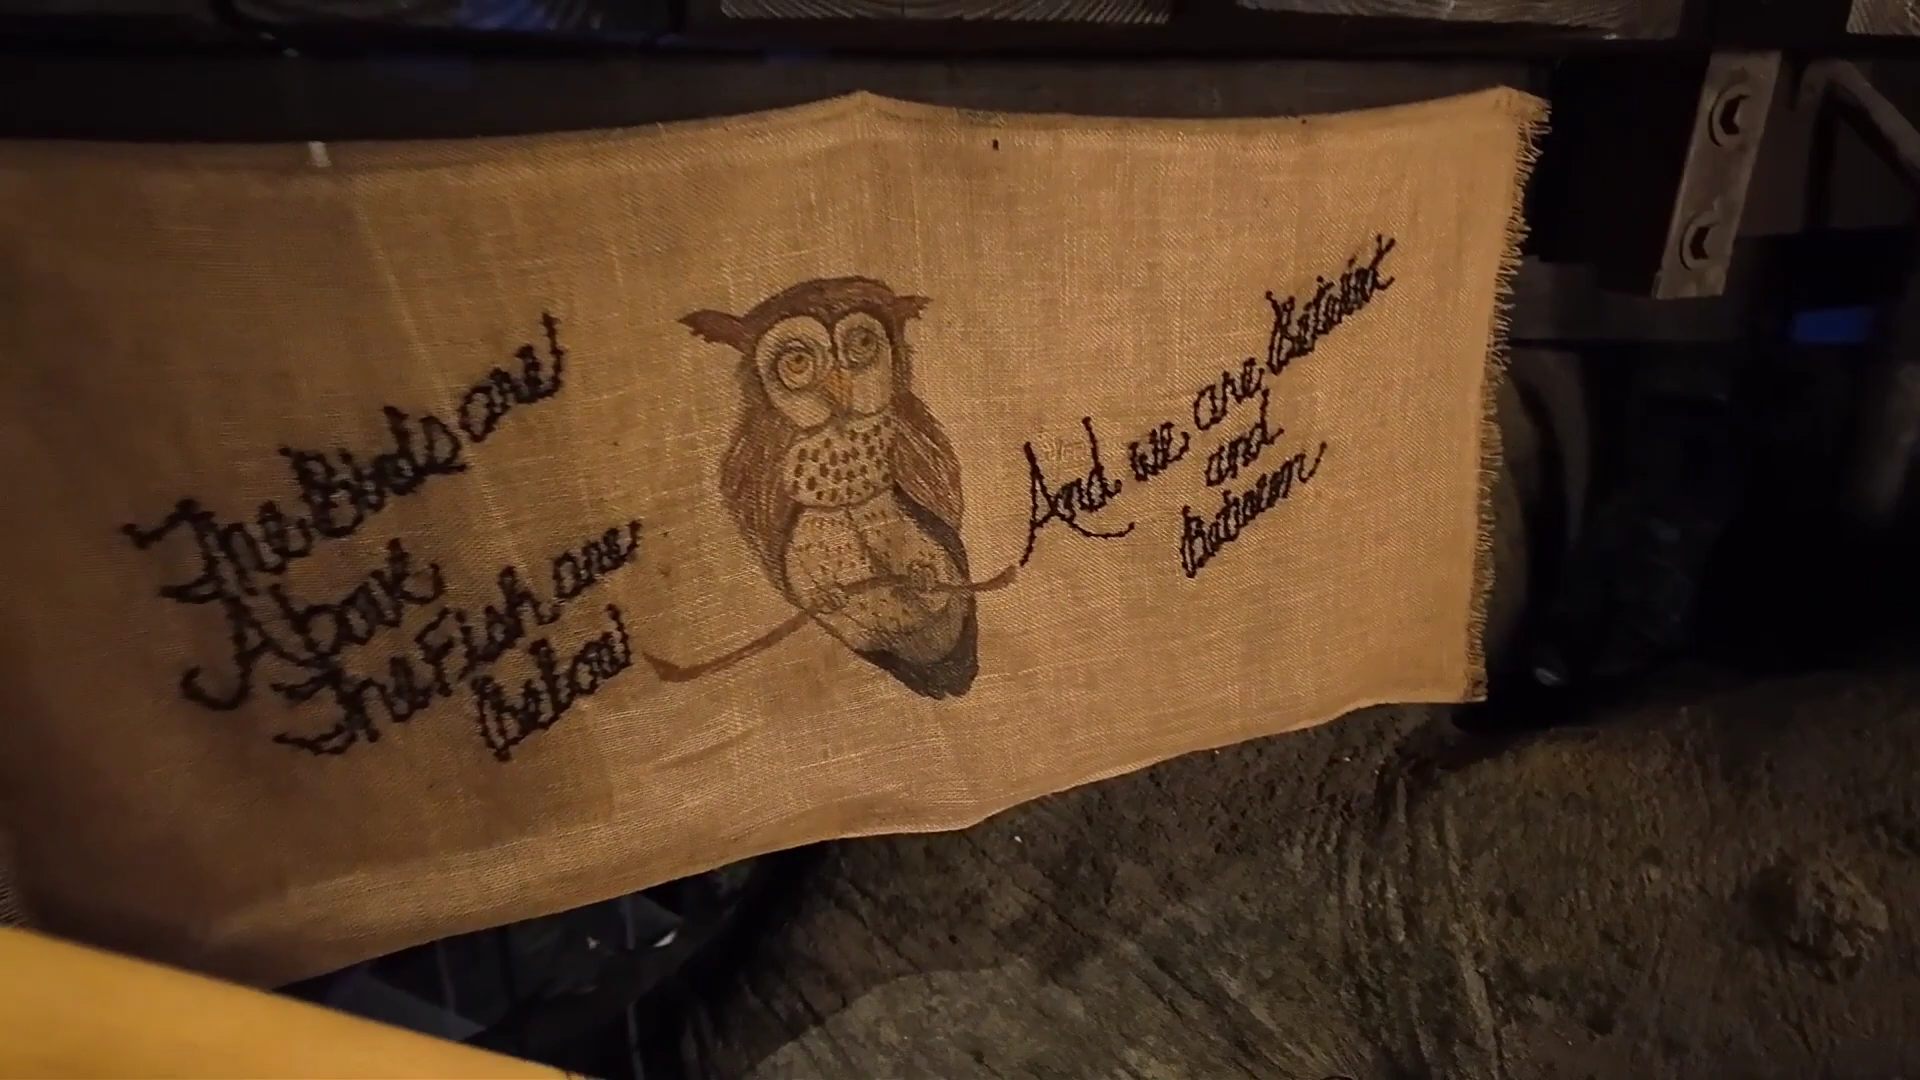 The Birds are
Above
The Fish are
Below
And we are Betwixt
and
Between